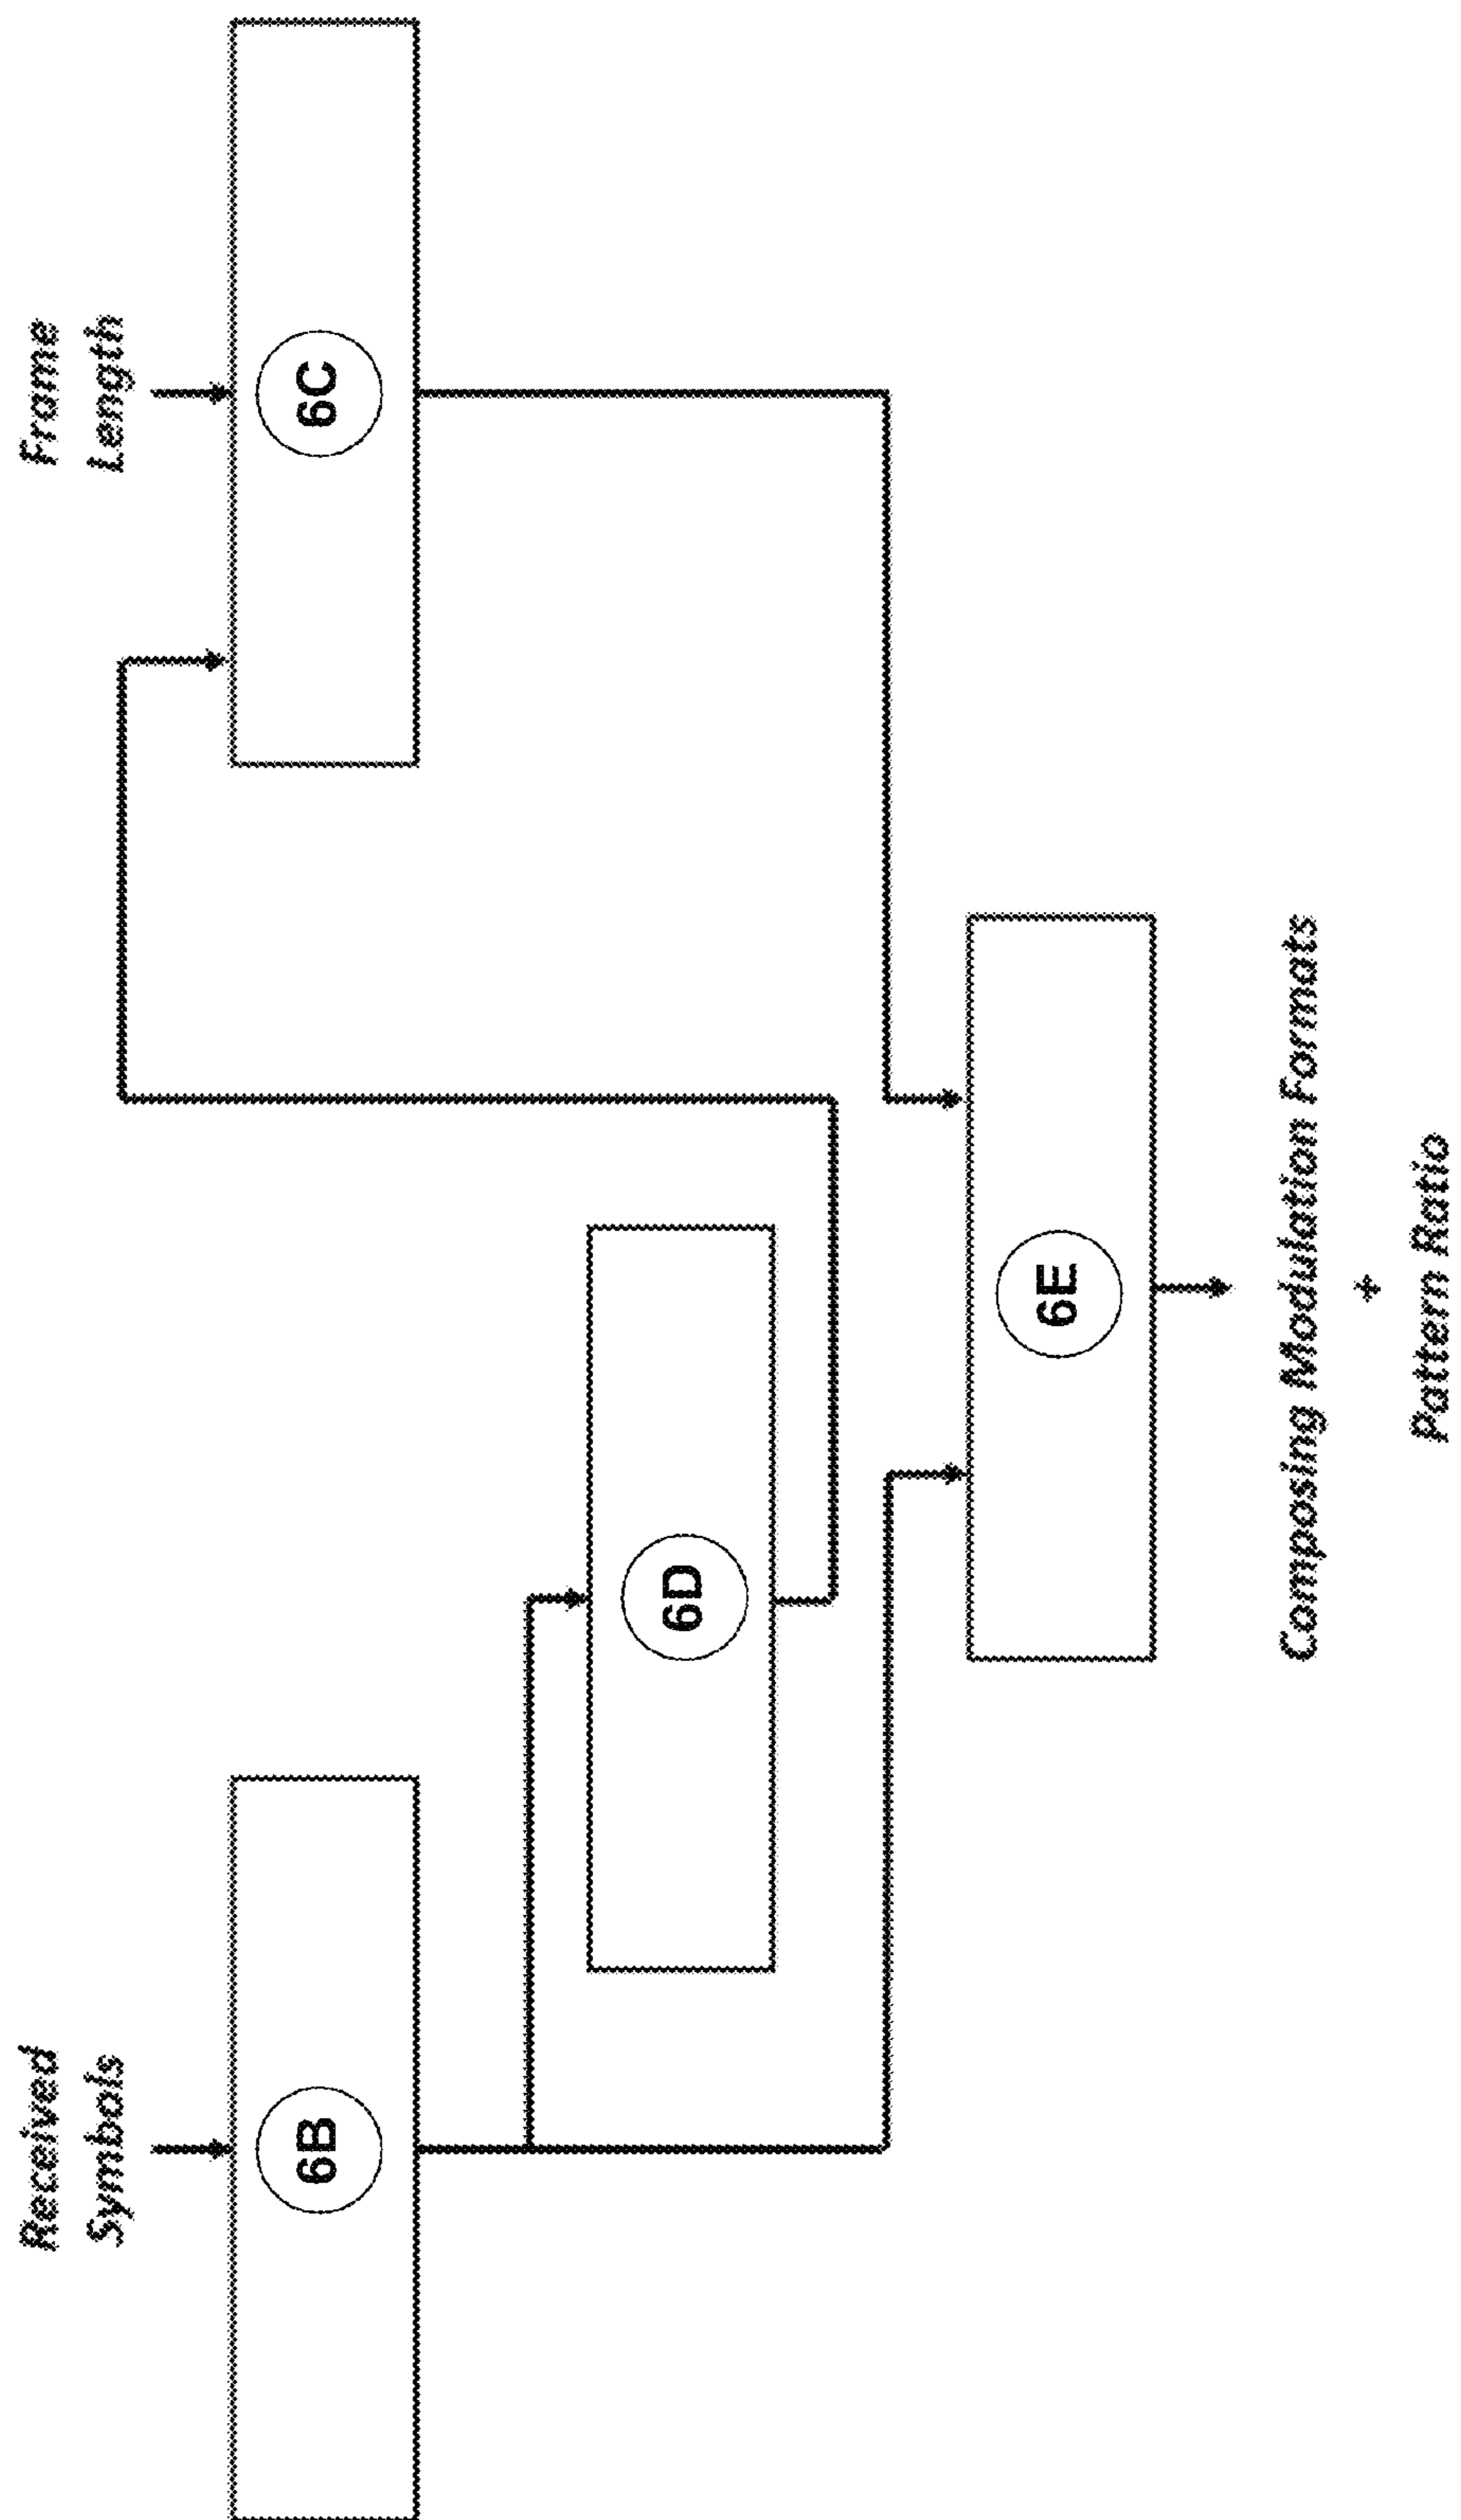 Received
Symbols
Frame
Length
6B
6C
6D
6E
Composing Modulation Formats
+
Pattern Ratio